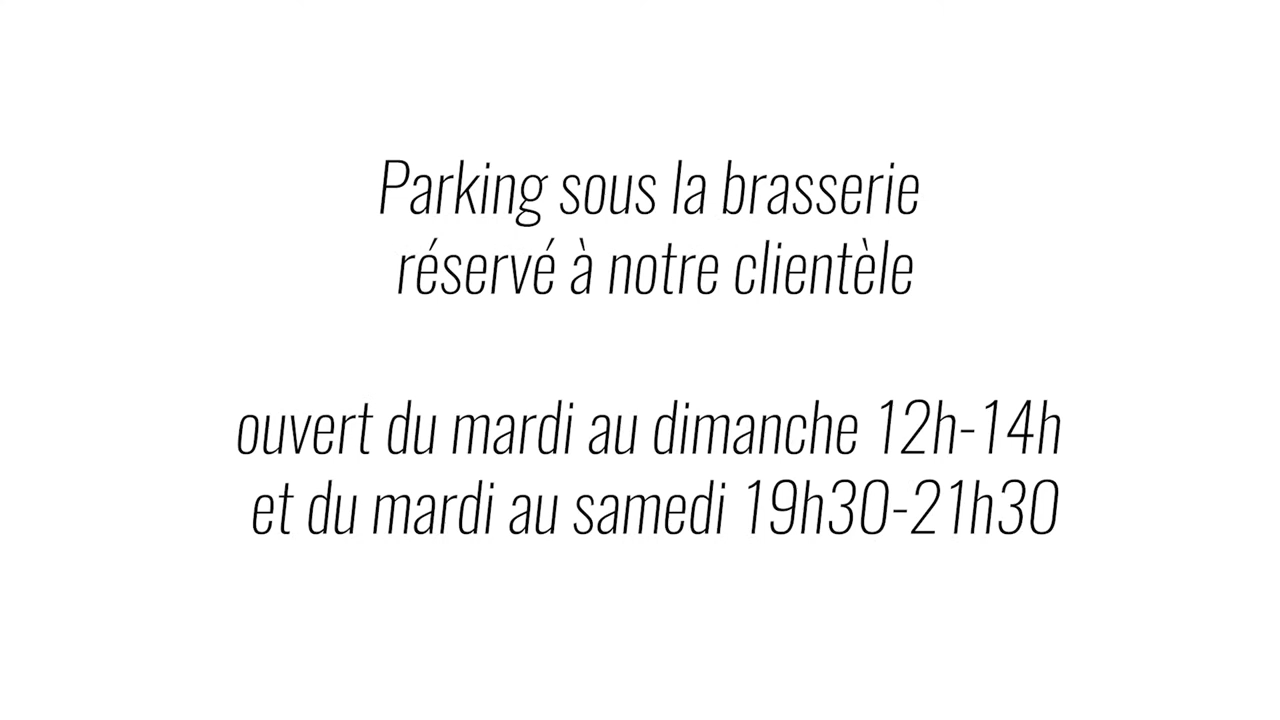 Parking sous la brasserie
réservé à notre clientèle
ouvert du mardi au dimanche 12h-14h
et du mardi au samedi 19h30-21h30